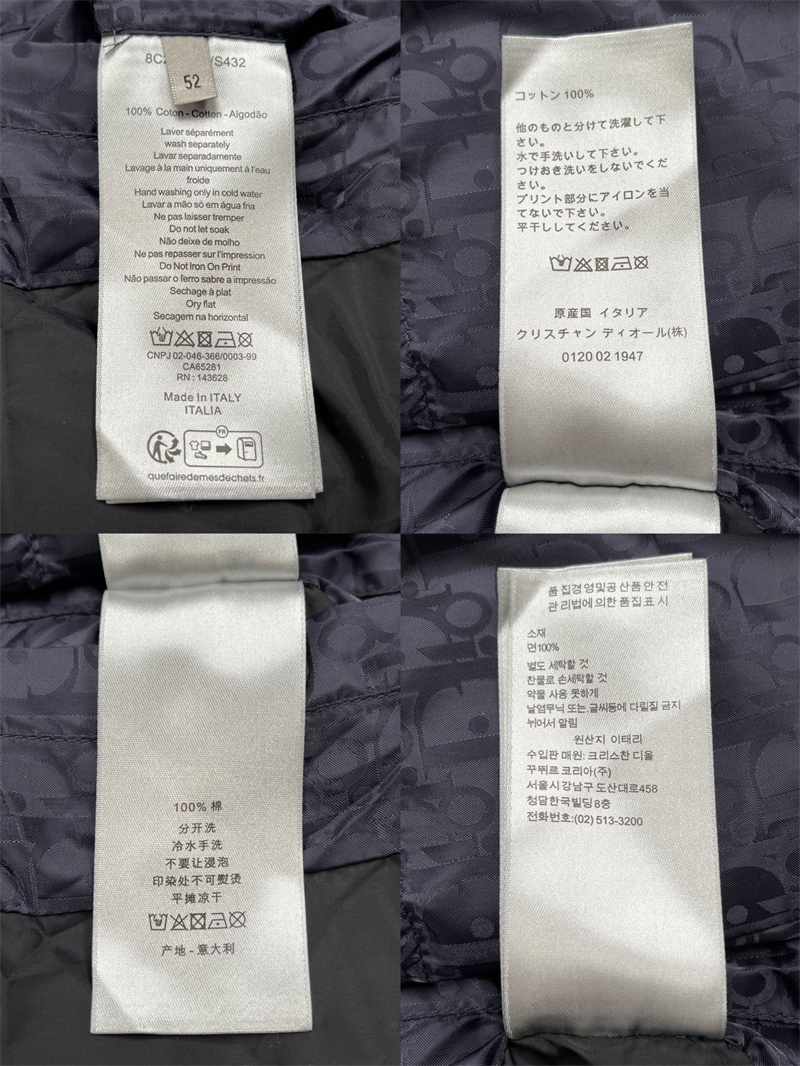 8C2 /S432
52
100% Coton - Cotton - Algodão
Laver séparément
wash separately
Lavar separadamente
Lavage à la main uniquement à l'eau
froide
Hand washing only in cold water
Lavar a mão só em água fria
Ne pas laisser tremper
Do not let soak
Não deixe de molho
Ne pas repasser sur l'impression
Do Not Iron On Print
Não passar o ferro sabre a impressão
Sechage à plat
Ory flat
Secagem na horizontal
CNPJ 02-046-366/0003-99
CA65281
RN : 143628
Made In ITALY
ITALIA
FR
quefairedemesdechets.fr
コットン 100%
他のものと分けて洗濯して下
さい。
水で手洗いして下さい。
つけおき洗いをしないでくだ
さい。
プリント部分にアイロンを当
てないで下さい。
平干ししてください。
原産国 イタリア
クリスチャン ディオール(株)
0120 02 1947
100% 棉
分开洗
冷水手洗
不要让浸泡
印染处不可熨烫
平摊凉干
产地 - 意大利
품질경영및공산품안전
관리법에의한품질표시
소재
면100%
별도 세탁할 것
찬물로 손세탁할 것
약물 사용 못하게
날염무늬 또는.글씨등에 다릴질 금지
뉘어서 말림
원산지 이태리
수입판 매원: 크리스찬 디올
꾸뛰르 코리아(주)
서울시강남구 도산대로458
청담한국빌딩8층
전화번호:(02) 513-3200